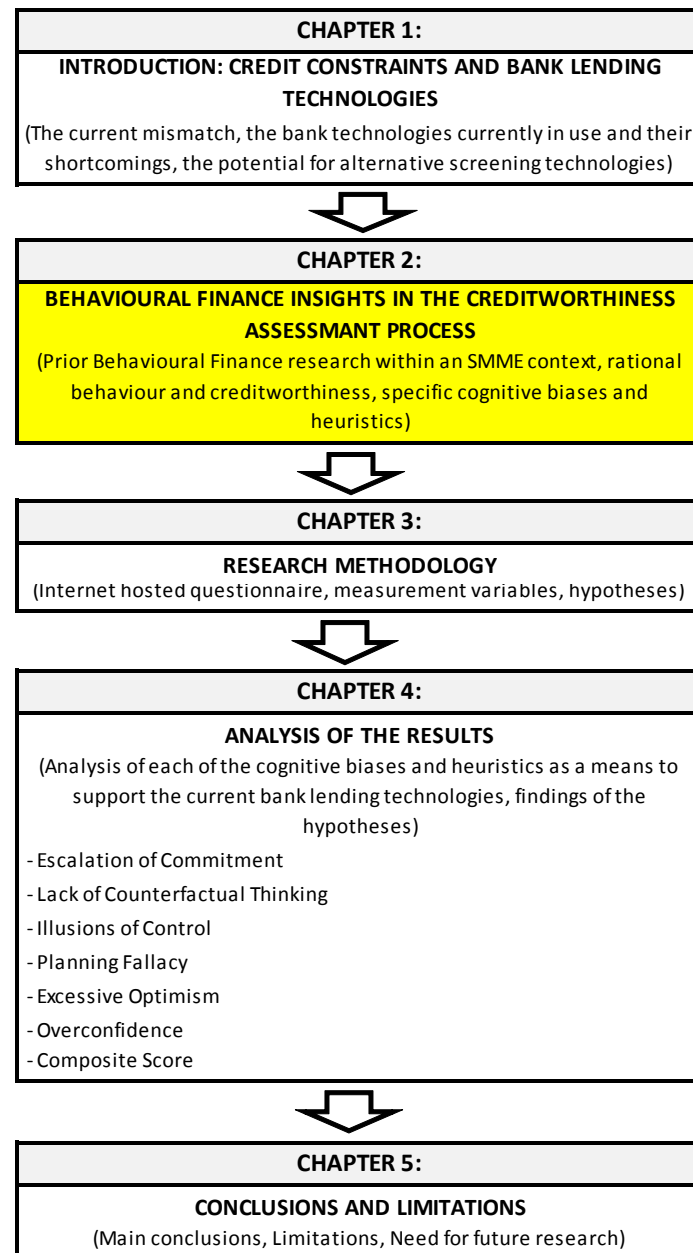 CHAPTER 1:
INTRODUCTION: CREDIT CONSTRAINTS AND BANK LENDING
TECHNOLOGIES
(The current mismatch, the bank technologies currently in use and their
shortcomings, the potential for alternative screening technologies)
CHAPTER 2:
BEHAVIOURAL FINANCE INSIGHTS IN THE CREDITWORTHINESS
ASSESSMANT PROCESS
(Prior Behavioural Finance research within an SMME context, rational
behaviour and creditworthiness, specific cognitive biases and
heuristics)
CHAPTER 3:
RESEARCH METHODOLOGY
(Internet hosted questionnaire, measurement variables, hypotheses)
CHAPTER 4:
ANALYSIS OF THE RESULTS
(Analysis of each of the cognitive biases and heuristics as a means to
support the current bank lending technologies, findings of the
hypotheses)
- Escalation of Commitment
- Lack of Counterfactual Thinking
- Illusions of Control
- Planning Fallacy
- Excessive Optimism
- Overconfidence
- Composite Score
CHAPTER 5:
CONCLUSIONS AND LIMITATIONS
(Main conclusions, Limitations, Need for future research)